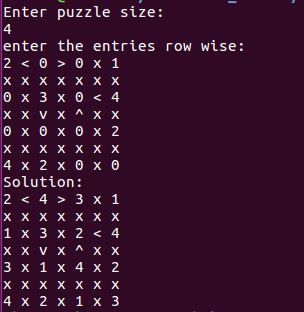 Enter puzzle size:
4
enter the entries row wise:
2 < 0 > 0 x 1
x x x x x x x
0 x 3 x 0 < 4
x x v x ^ x x
0 x 0 x 0 x 2
x x x x x x x
4 x 2 x 0 x 0
Solution:
2 < 4 > 3 x 1
x x x x x x x
1 x 3 x 2 < 4
x x v x ^ x x
3 x 1 x 4 x 2
x x x x x x x
4 x 2 x 1 x 3